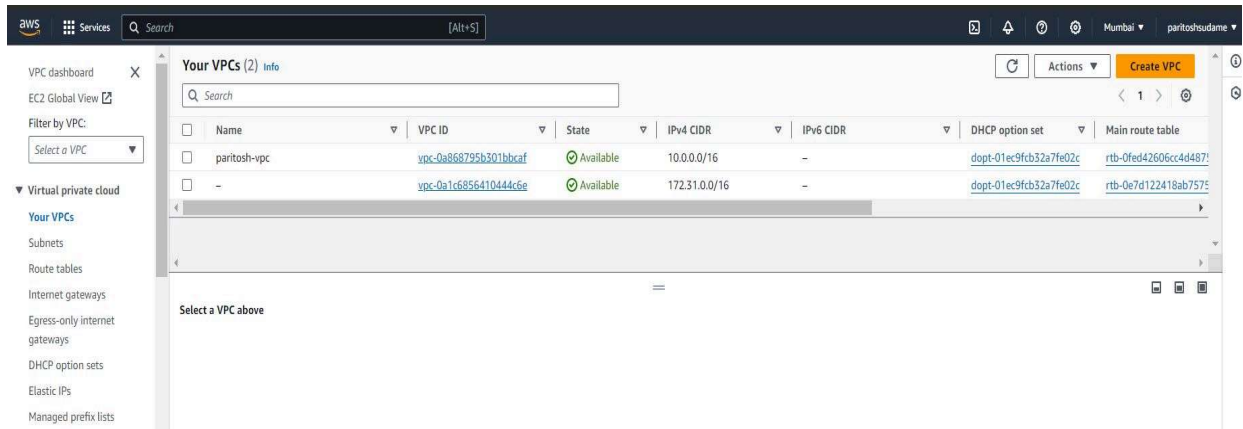 aws Services Search [Alt+S] Mumbai paritoshsudame
VPC dashboard
EC2 Global View
Filter by VPC:
Select a VPC
Virtual private cloud
Your VPCs
Subnets
Route tables
Internet gateways
Egress-only internet
gateways
DHCP option sets
Elastic IPs
Managed prefix lists
Your VPCs (2) Info
Actions Create VPC
Search
1
Name VPC ID State IPv4 CIDR IPv6 CIDR DHCP option set Main route table
paritosh-vpc vpc-0a868795b301bbcaf Available 10.0.0.0/16 – dopt-01ec9fcb32a7fe02c rtb-0fed42606cc4d487
– vpc-0a1c6856410444c6e Available 172.31.0.0/16 – dopt-01ec9fcb32a7fe02c rtb-0e7d122418ab7575
Select a VPC above